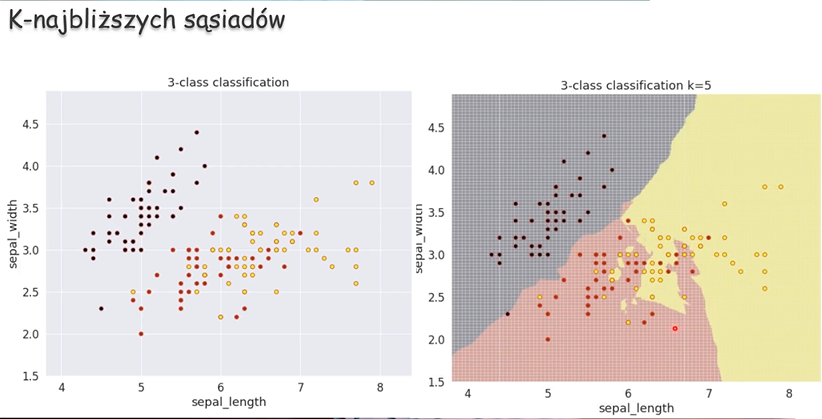 K-najbliższych sąsiadów
3-class classification
4.5
4.0
3.5
3.0
2.5
2.0
1.5
sepal_width
4 5 6 7 8
sepal_length
3-class classification k=5
4.5
4.0
3.5
3.0
2.5
2.0
1.5
sepal_width
4 5 6 7 8
sepal_length